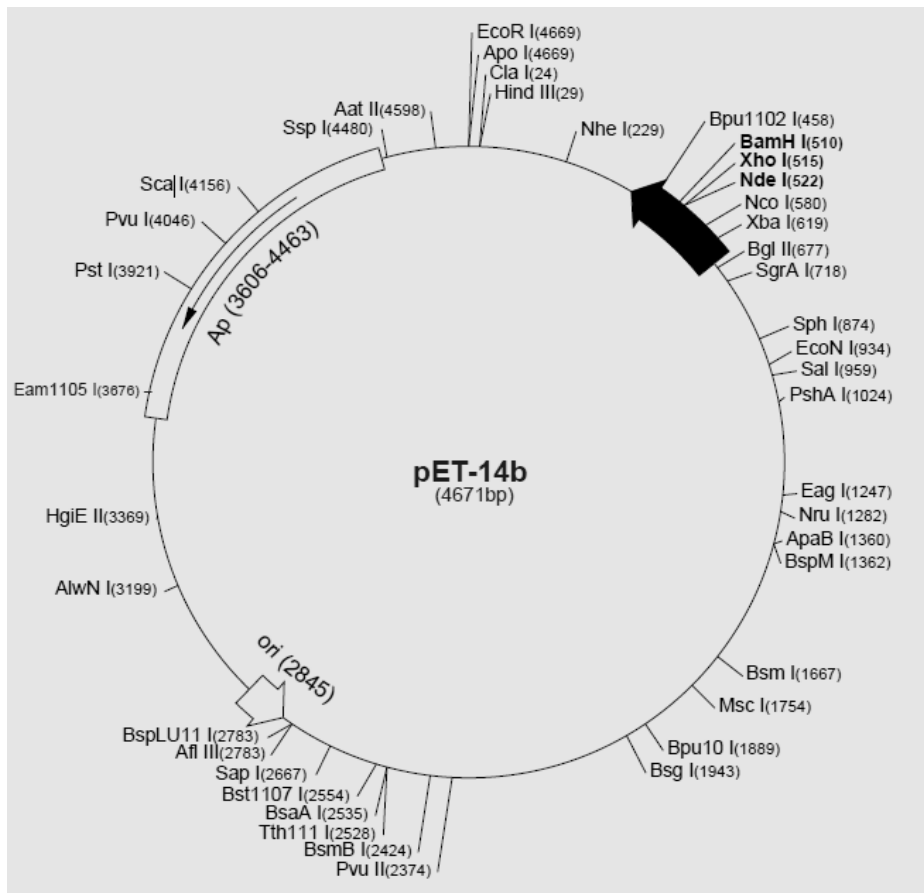 EcoR I(4669)
Apo I(4669)
Cla I(24)
Hind III(29)
Aat II(4598)
Ssp I(4480)
Nhe I(229)
Bpu1102 I(458)
BamH I(510)
Xho I(515)
Nde I(522)
Nco I(580)
Xba I(619)
Bgl II(677)
SgrA I(718)
Sca I(4156)
Pvu I(4046)
Pst I(3921)
Ap (3606-4463)
Eam1105 I(3676)
Sph I(874)
EcoN I(934)
Sal I(959)
PshA I(1024)
pET-14b
(4671bp)
Eag I(1247)
Nru I(1282)
ApaB I(1360)
BspM I(1362)
HgiE II(3369)
AlwN I(3199)
ori (2845)
Bsm I(1667)
Msc I(1754)
Bpu10 I(1889)
Bsg I(1943)
BspLU11 I(2783)
Afl III(2783)
Sap I(2667)
Bst1107 I(2554)
BsaA I(2535)
Tth111 I(2528)
BsmB I(2424)
Pvu II(2374)